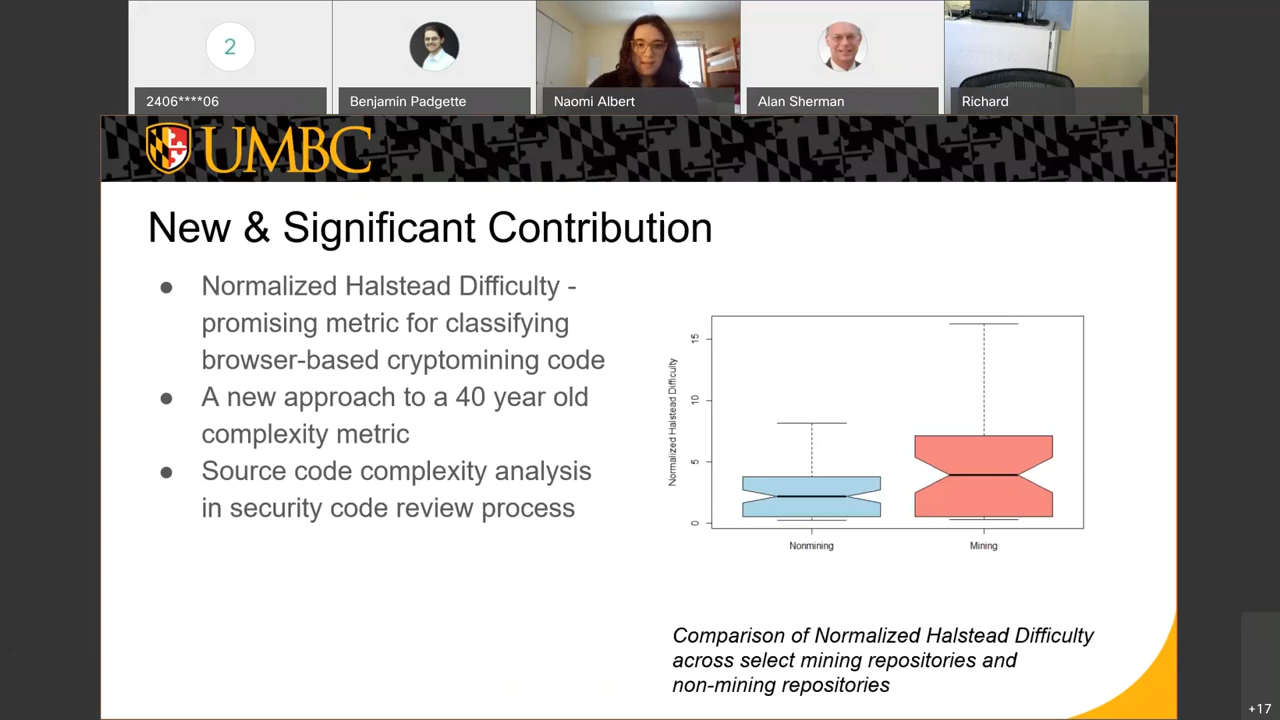 2
2406****06
Benjamin Padgette
Naomi Albert
Alan Sherman
Richard
UMBC
New & Significant Contribution
● Normalized Halstead Difficulty -
promising metric for classifying
browser-based cryptomining code
● A new approach to a 40 year old
complexity metric
● Source code complexity analysis
in security code review process
Normalized Halstead Difficulty
15
10
5
0
Nonmining
Mining
Comparison of Normalized Halstead Difficulty
across select mining repositories and
non-mining repositories
+17